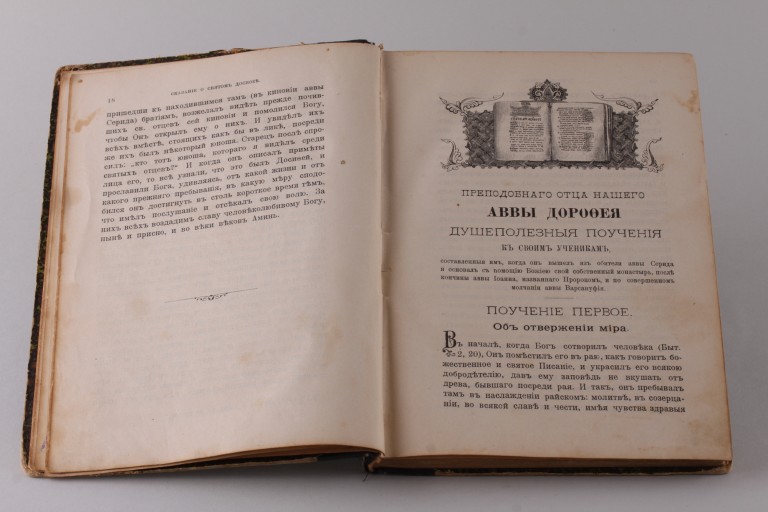 18
СКАЗАНІЕ О СВЯТОМЪ ДОСИѲЕѢ.
пришедши къ находившимся тамъ (въ киновіи аввы
Серида) братіямъ, возжелалъ видѣть прежде почив-
шихъ св. отцевъ сей киновіи и помолился Богу,
чтобы Онъ открылъ ему о нихъ. И увидѣлъ ихъ
всѣхъ вмѣстѣ, стоящихъ какъ бы въ ликѣ, посреди
же ихъ былъ нѣкоторый юноша. Старецъ послѣ спро-
силъ: „кто тотъ юноша, котораго я видѣлъ среди
святыхъ отцевъ?“ И когда онъ описалъ примѣты
лица его, то всѣ узнали, что это былъ Досиѳей, и
прославили Бога, удивляясь, отъ какой жизни и отъ
какого прежняго пребыванія, въ какую мѣру сподо-
бился онъ достигнуть въ столь короткое время тѣмъ,
что имѣлъ послушаніе и отсѣкалъ свою волю. За
нихъ всѣхъ воздадимъ славу человѣколюбивому Богу,
нынѣ и присно, и во вѣки вѣковъ. Аминь.
ПРЕПОДОБНАГО ОТЦА НАШЕГО
АВВЫ ДОРОѲЕЯ
ДУШЕПОЛЕЗНЫЯ ПОУЧЕНІЯ
КЪ СВОИМЪ УЧЕНИКАМЪ,
составленныя имъ, когда онъ вышелъ изъ обители аввы Серида
и основалъ съ помощію Божіею свой собственный монастырь, послѣ
кончины аввы Іоанна, названнаго Пророкомъ, и по совершенномъ
молчаніи аввы Варсануфія.
ПОУЧЕНІЕ ПЕРВОЕ.
Объ отверженіи міра.
Въ началѣ, когда Богъ сотворилъ человѣка (Быт.
2, 20), Онъ помѣстилъ его въ раю, какъ говоритъ бо-
жественное и святое Писаніе, и украсилъ его всякою
добродѣтелію, давъ ему заповѣдь не вкушать отъ
древа, бывшаго посреди рая. И такъ, онъ пребывалъ
тамъ въ наслажденіи райскомъ: молитвѣ, въ созерца-
ніи, во всякой славѣ и чести, имѣя чувства здравыя